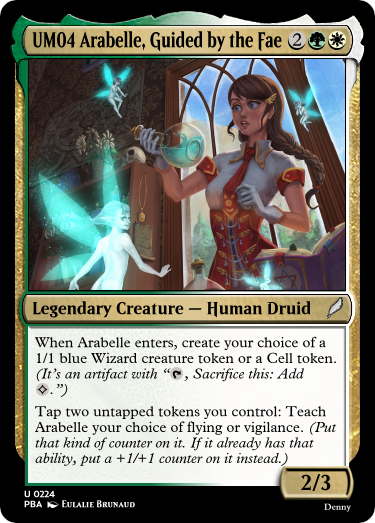 UM04 Arabelle, Guided by the Fae 2
Legendary Creature — Human Druid
When Arabelle enters, create your choice of a
1/1 blue Wizard creature token or a Cell token.
(It's an artifact with “, Sacrifice this: Add
.”)
Tap two untapped tokens you control: Teach
Arabelle your choice of flying or vigilance. (Put
that kind of counter on it. If it already has that
ability, put a +1/+1 counter on it instead.)
2/3
U 0224
PBA Eulalie Brunaud
Denny